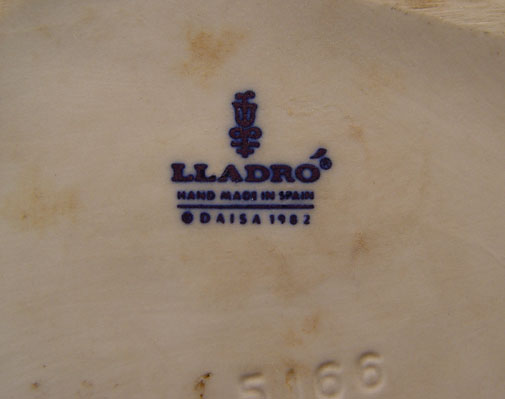 LLADRÓ®
HAND MADE IN SPAIN
© DAISA 1982
5166